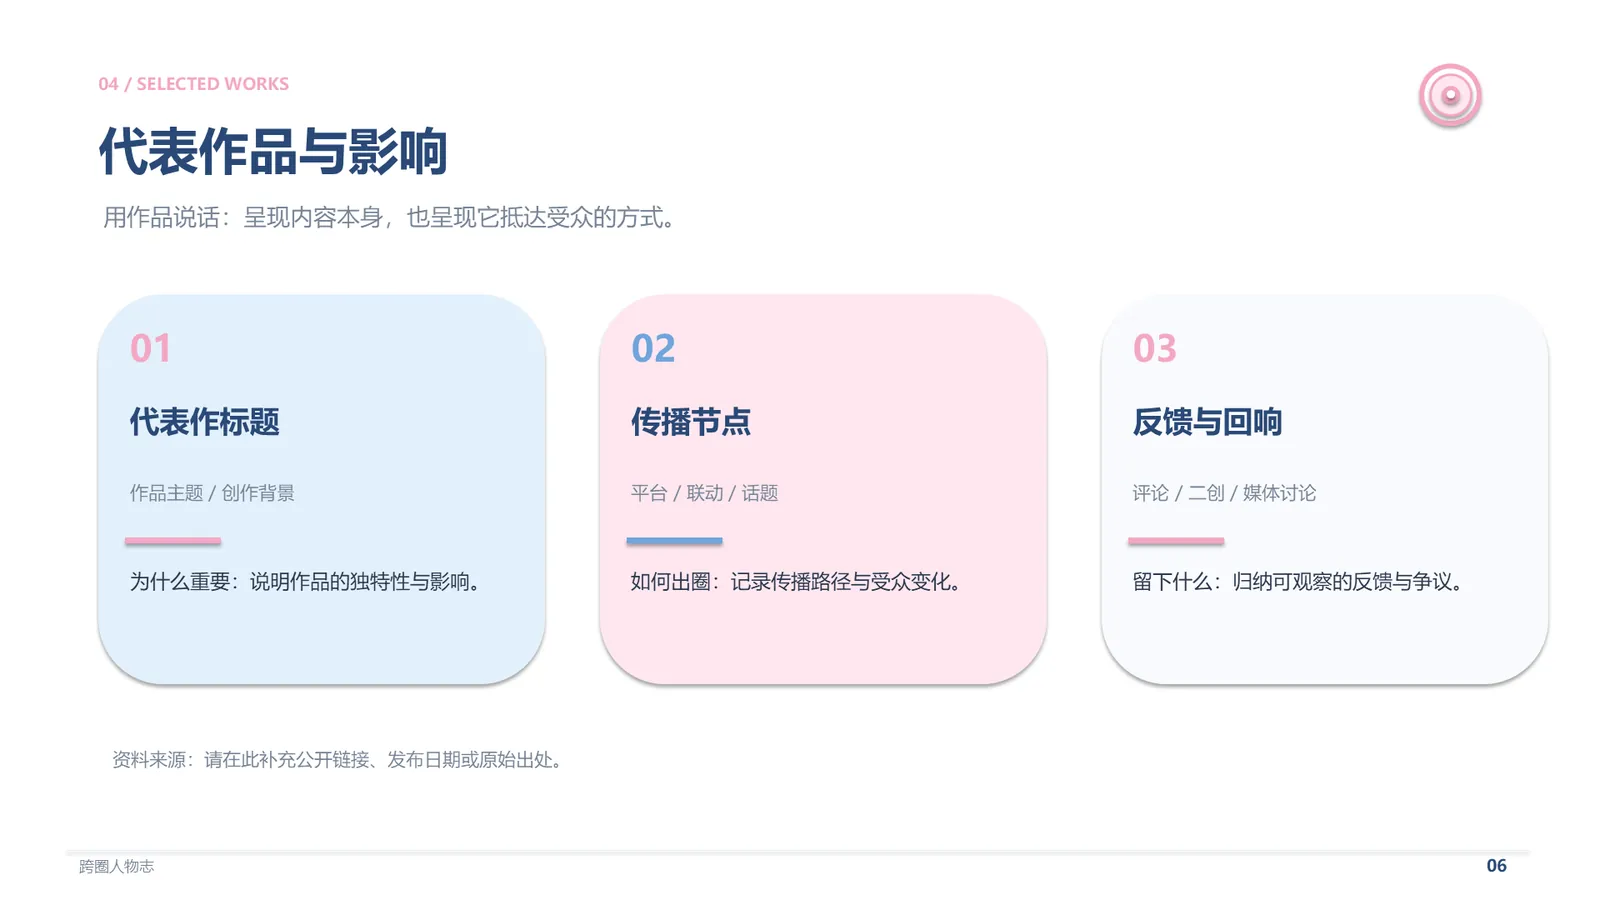 04 / SELECTED WORKS
代表作品与影响
用作品说话：呈现内容本身，也呈现它抵达受众的方式。
01
代表作标题
作品主题 / 创作背景
为什么重要：说明作品的独特性与影响。
02
传播节点
平台 / 联动 / 话题
如何出圈：记录传播路径与受众变化。
03
反馈与回响
评论 / 二创 / 媒体讨论
留下什么：归纳可观察的反馈与争议。
资料来源：请在此补充公开链接、发布日期或原始出处。
跨圈人物志
06